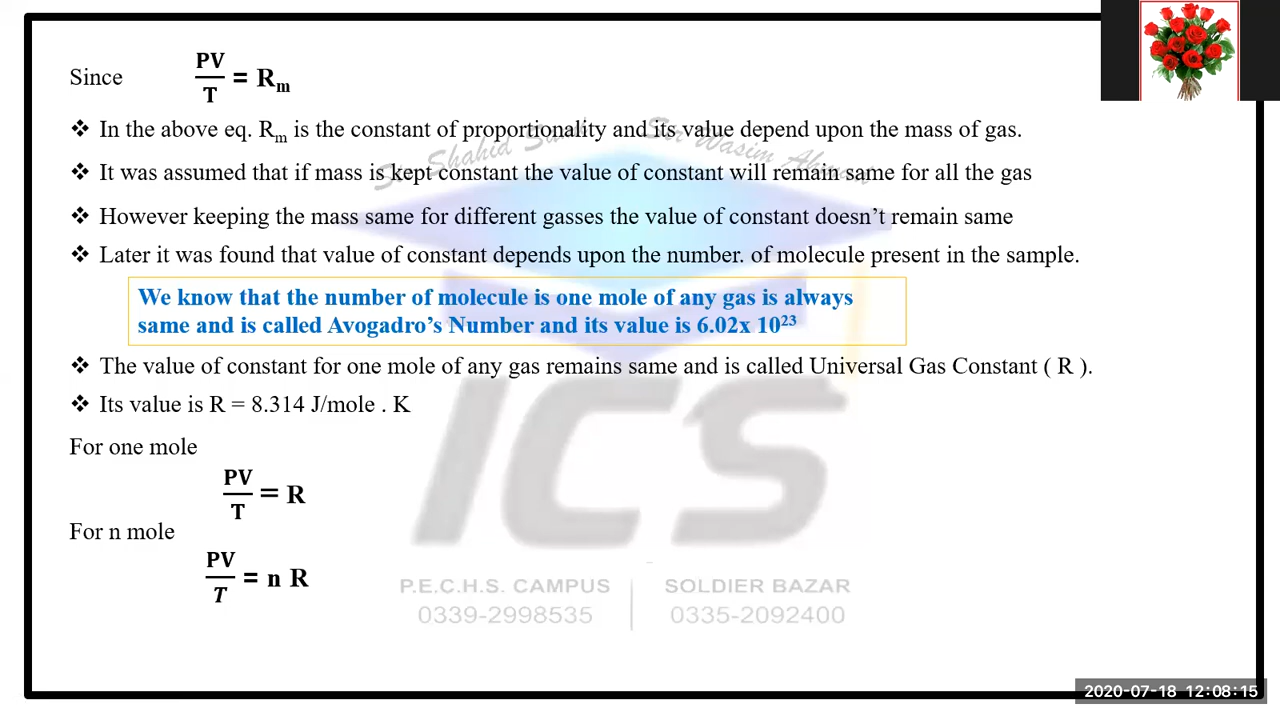 Since PV/T = Rm
❖ In the above eq. Rm is the constant of proportionality and its value depend upon the mass of gas.
❖ It was assumed that if mass is kept constant the value of constant will remain same for all the gas
❖ However keeping the mass same for different gasses the value of constant doesn’t remain same
❖ Later it was found that value of constant depends upon the number. of molecule present in the sample.
We know that the number of molecule is one mole of any gas is always
same and is called Avogadro’s Number and its value is 6.02x 10²³
❖ The value of constant for one mole of any gas remains same and is called Universal Gas Constant ( R ).
❖ Its value is R = 8.314 J/mole . K
For one mole
PV/T = R
For n mole
PV/T = n R
Sir Shahid
Sir Wasim Ahmed
ICS
P.E.C.H.S. CAMPUS
0339-2998535
SOLDIER BAZAR
0335-2092400
2020-07-18 12:08:15